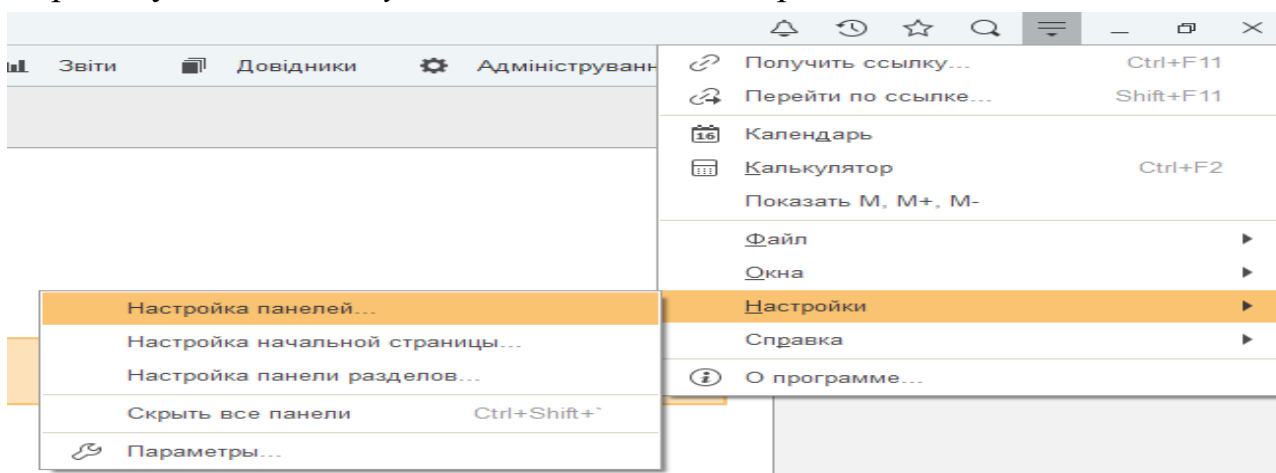 Звіти Довідники Адмініструванн
Получить ссылку... Ctrl+F11
Перейти по ссылке... Shift+F11
16 Календарь
Калькулятор Ctrl+F2
Показать M, M+, M-
Файл
Окна
Настройки
Справка
О программе...
Настройка панелей...
Настройка начальной страницы...
Настройка панели разделов...
Скрыть все панели Ctrl+Shift+`
Параметры...